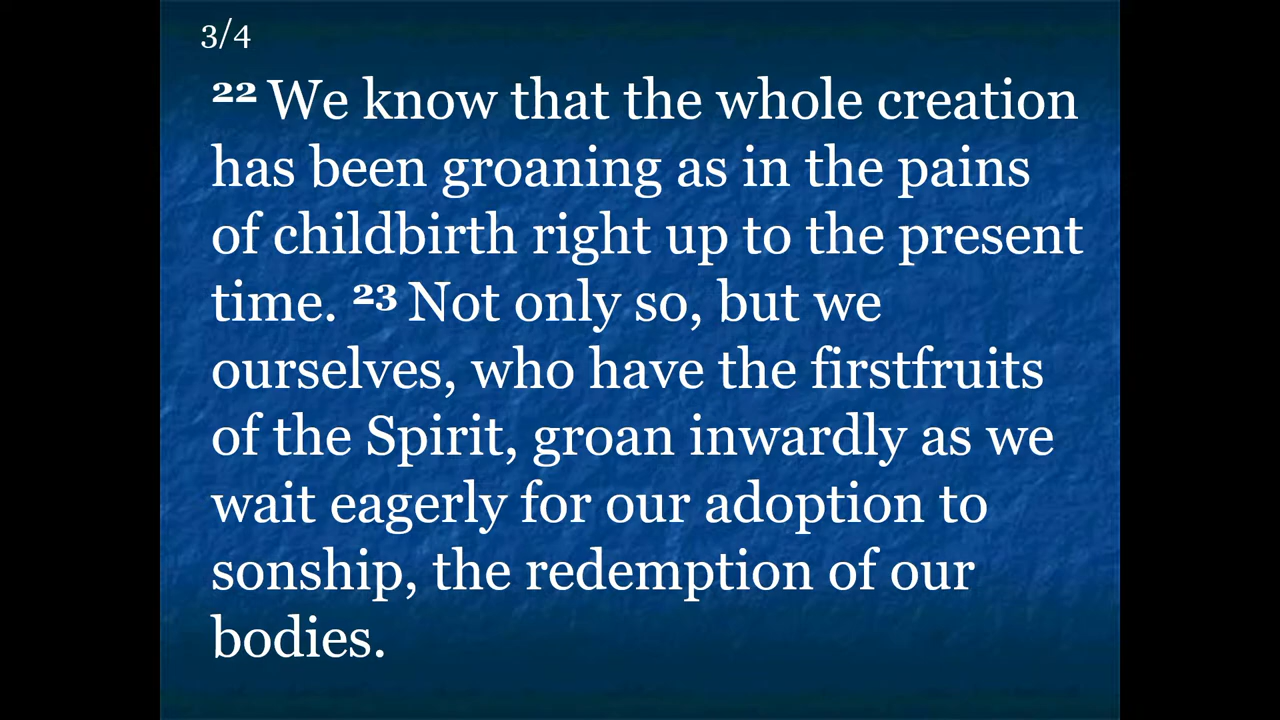 3/4
22 We know that the whole creation
has been groaning as in the pains
of childbirth right up to the present
time. 23 Not only so, but we
ourselves, who have the firstfruits
of the Spirit, groan inwardly as we
wait eagerly for our adoption to
sonship, the redemption of our
bodies.